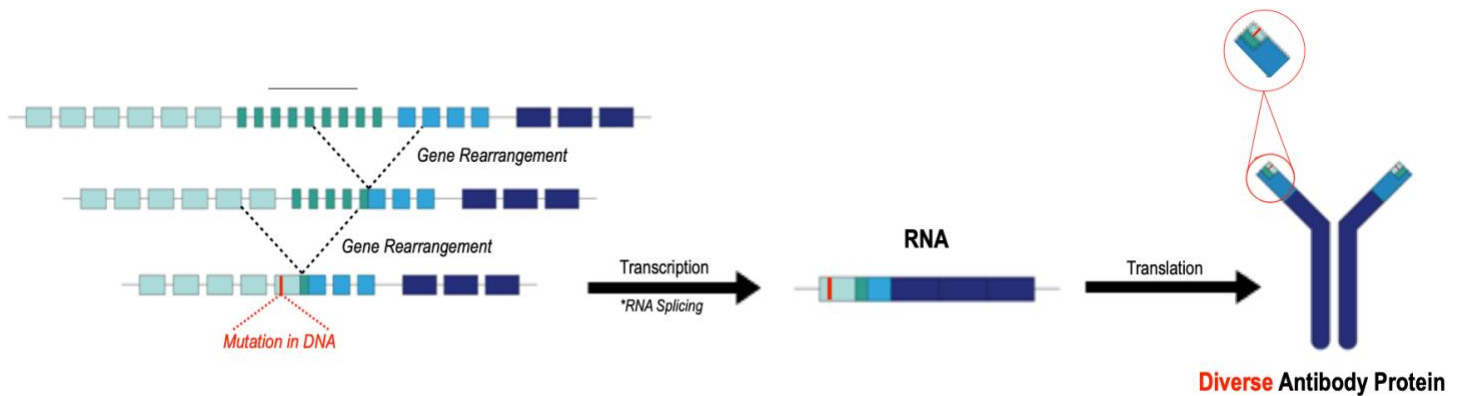 Gene Rearrangement
Gene Rearrangement
Mutation in DNA
Transcription
*RNA Splicing
RNA
Translation
Diverse Antibody Protein